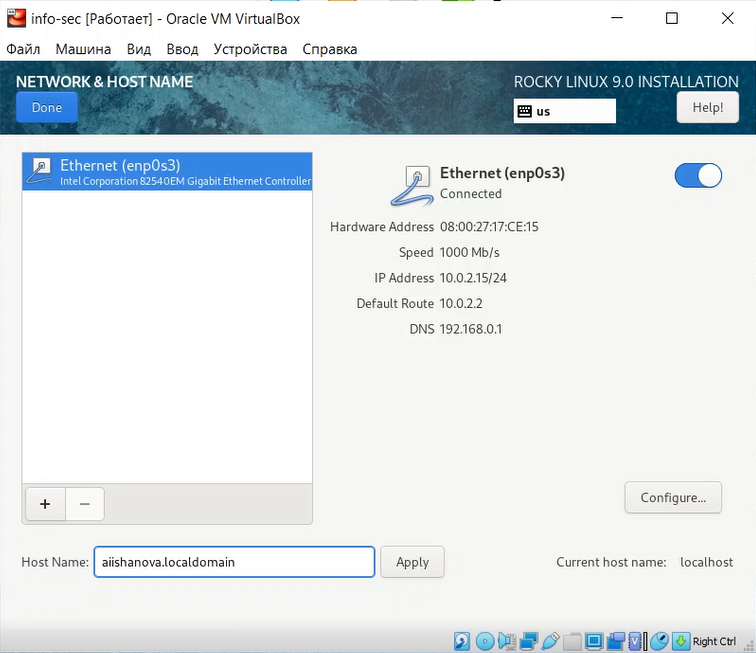 info-sec [Работает] - Oracle VM VirtualBox
Файл Машина Вид Ввод Устройства Справка
NETWORK & HOST NAME
ROCKY LINUX 9.0 INSTALLATION
Done
us
Help!
Ethernet (enp0s3)
Intel Corporation 82540EM Gigabit Ethernet Controller
Ethernet (enp0s3)
Connected
Hardware Address 08:00:27:17:CE:15
Speed 1000 Mb/s
IP Address 10.0.2.15/24
Default Route 10.0.2.2
DNS 192.168.0.1
+ −
Configure...
Host Name: aiishanova.localdomain Apply Current host name: localhost
Right Ctrl